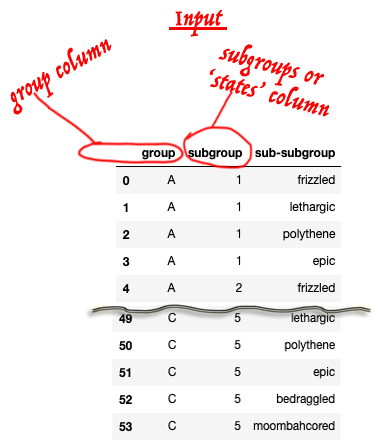 Input
group column
subgroups or
'states' column
group subgroup sub-subgroup
0 A 1 frizzled
1 A 1 lethargic
2 A 1 polythene
3 A 1 epic
4 A 2 frizzled
49 C 5 lethargic
50 C 5 polythene
51 C 5 epic
52 C 5 bedraggled
53 C 5 moombahcored